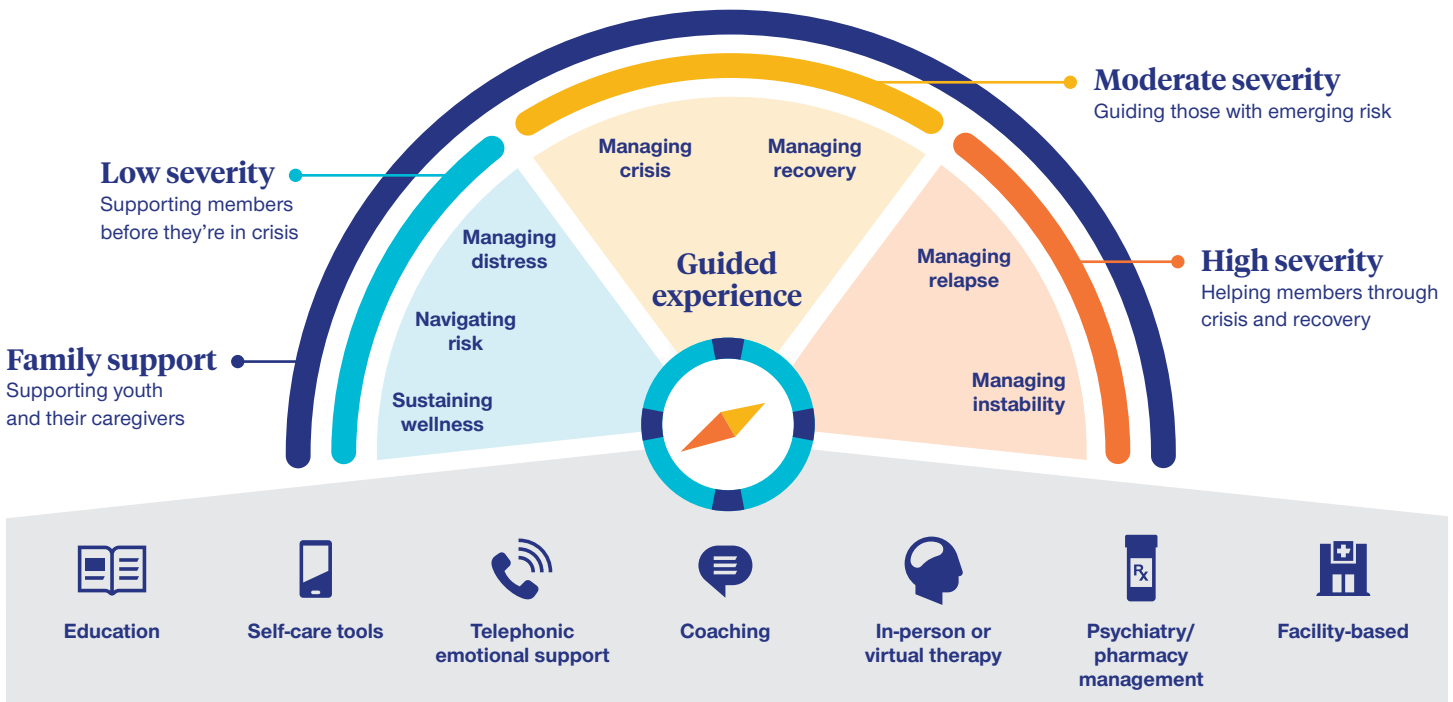 Moderate severity
Guiding those with emerging risk
Low severity
Supporting members
before they’re in crisis
High severity
Helping members through
crisis and recovery
Family support
Supporting youth
and their caregivers
Managing
crisis
Managing
recovery
Managing
distress
Navigating
risk
Sustaining
wellness
Guided
experience
Managing
relapse
Managing
instability
Education
Self-care tools
Telephonic
emotional support
Coaching
In-person or
virtual therapy
Rx
Psychiatry/
pharmacy
management
Facility-based